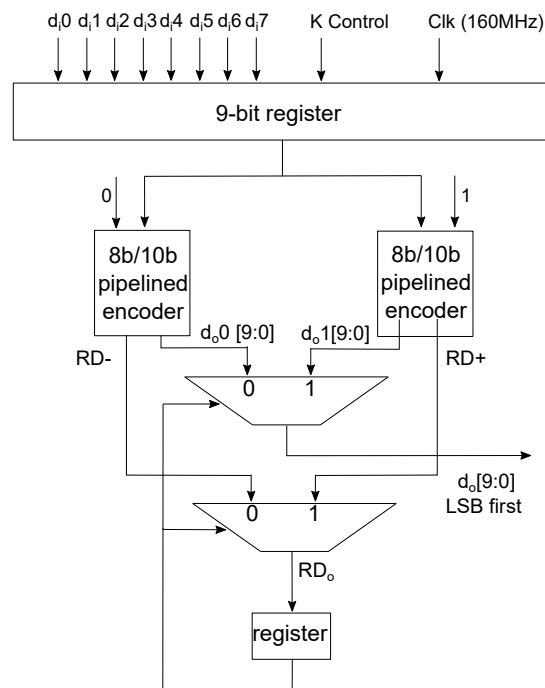 dᵢ0 dᵢ1 dᵢ2 dᵢ3 dᵢ4 dᵢ5 dᵢ6 dᵢ7 K Control Clk (160MHz)
9-bit register
0
1
8b/10b
pipelined
encoder
8b/10b
pipelined
encoder
dₒ0 [9:0] dₒ1[9:0]
RD- RD+
0 1
dₒ[9:0]
LSB first
0 1
RDₒ
register